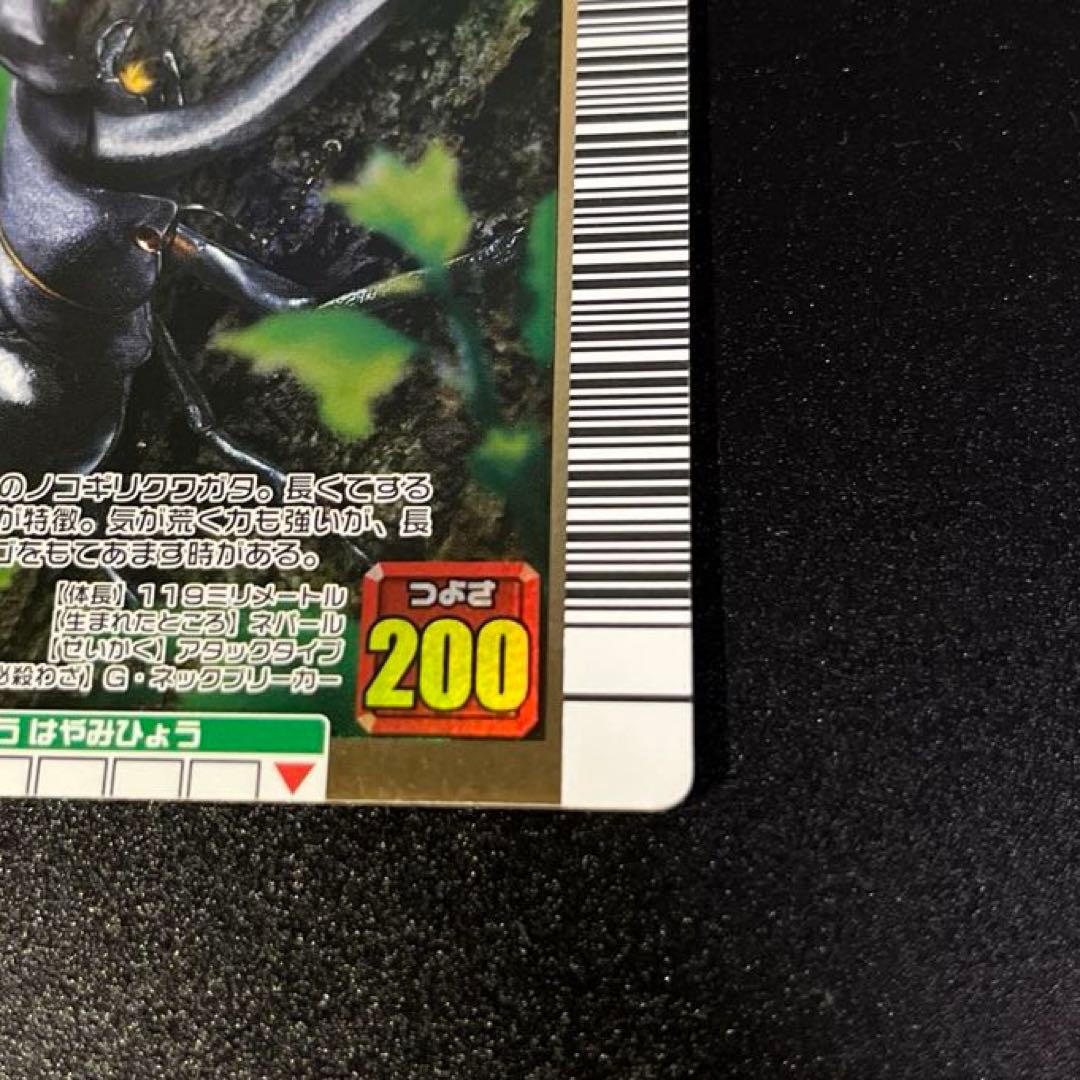 のノコギリクワガタ。長くてする
が特徴。気が荒く力も強いが、長
ゴをもてあます時がある。
【体長】119ミリメートル
【生まれたところ】ネパール
【せいかく】アタックタイプ
必殺わざ】G・ネックブリーカー
つよさ
200
う はやみひょう